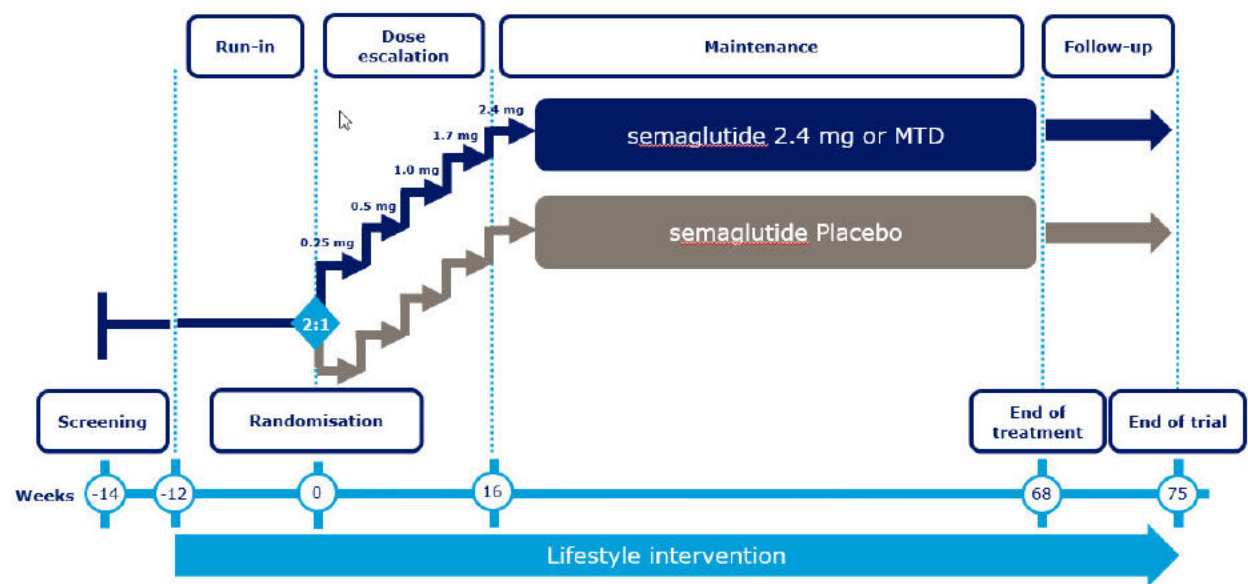 Run-in
Dose
escalation
Maintenance
Follow-up
2.4 mg
1.7 mg
1.0 mg
0.5 mg
0.25 mg
semaglutide 2.4 mg or MTD
semaglutide Placebo
2:1
Screening
Randomisation
End of
treatment
End of trial
Weeks -14 -12 0 16 68 75
Lifestyle intervention